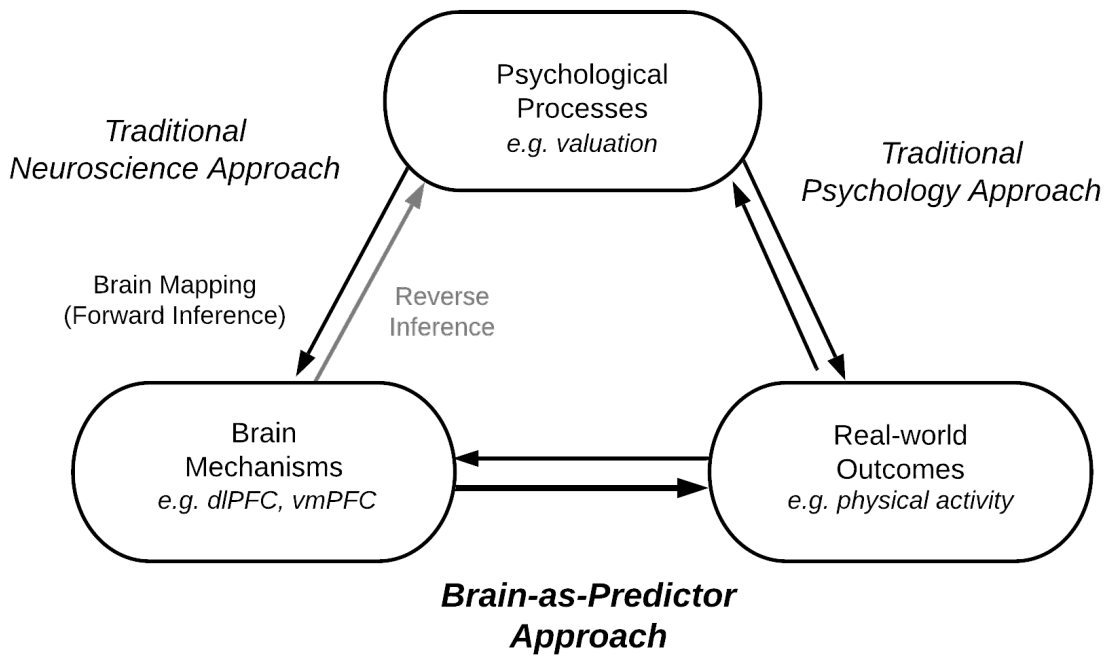 Psychological
Processes
e.g. valuation
Traditional
Neuroscience Approach
Traditional
Psychology Approach
Brain Mapping
(Forward Inference)
Reverse
Inference
Brain
Mechanisms
e.g. dlPFC, vmPFC
Real-world
Outcomes
e.g. physical activity
Brain-as-Predictor
Approach